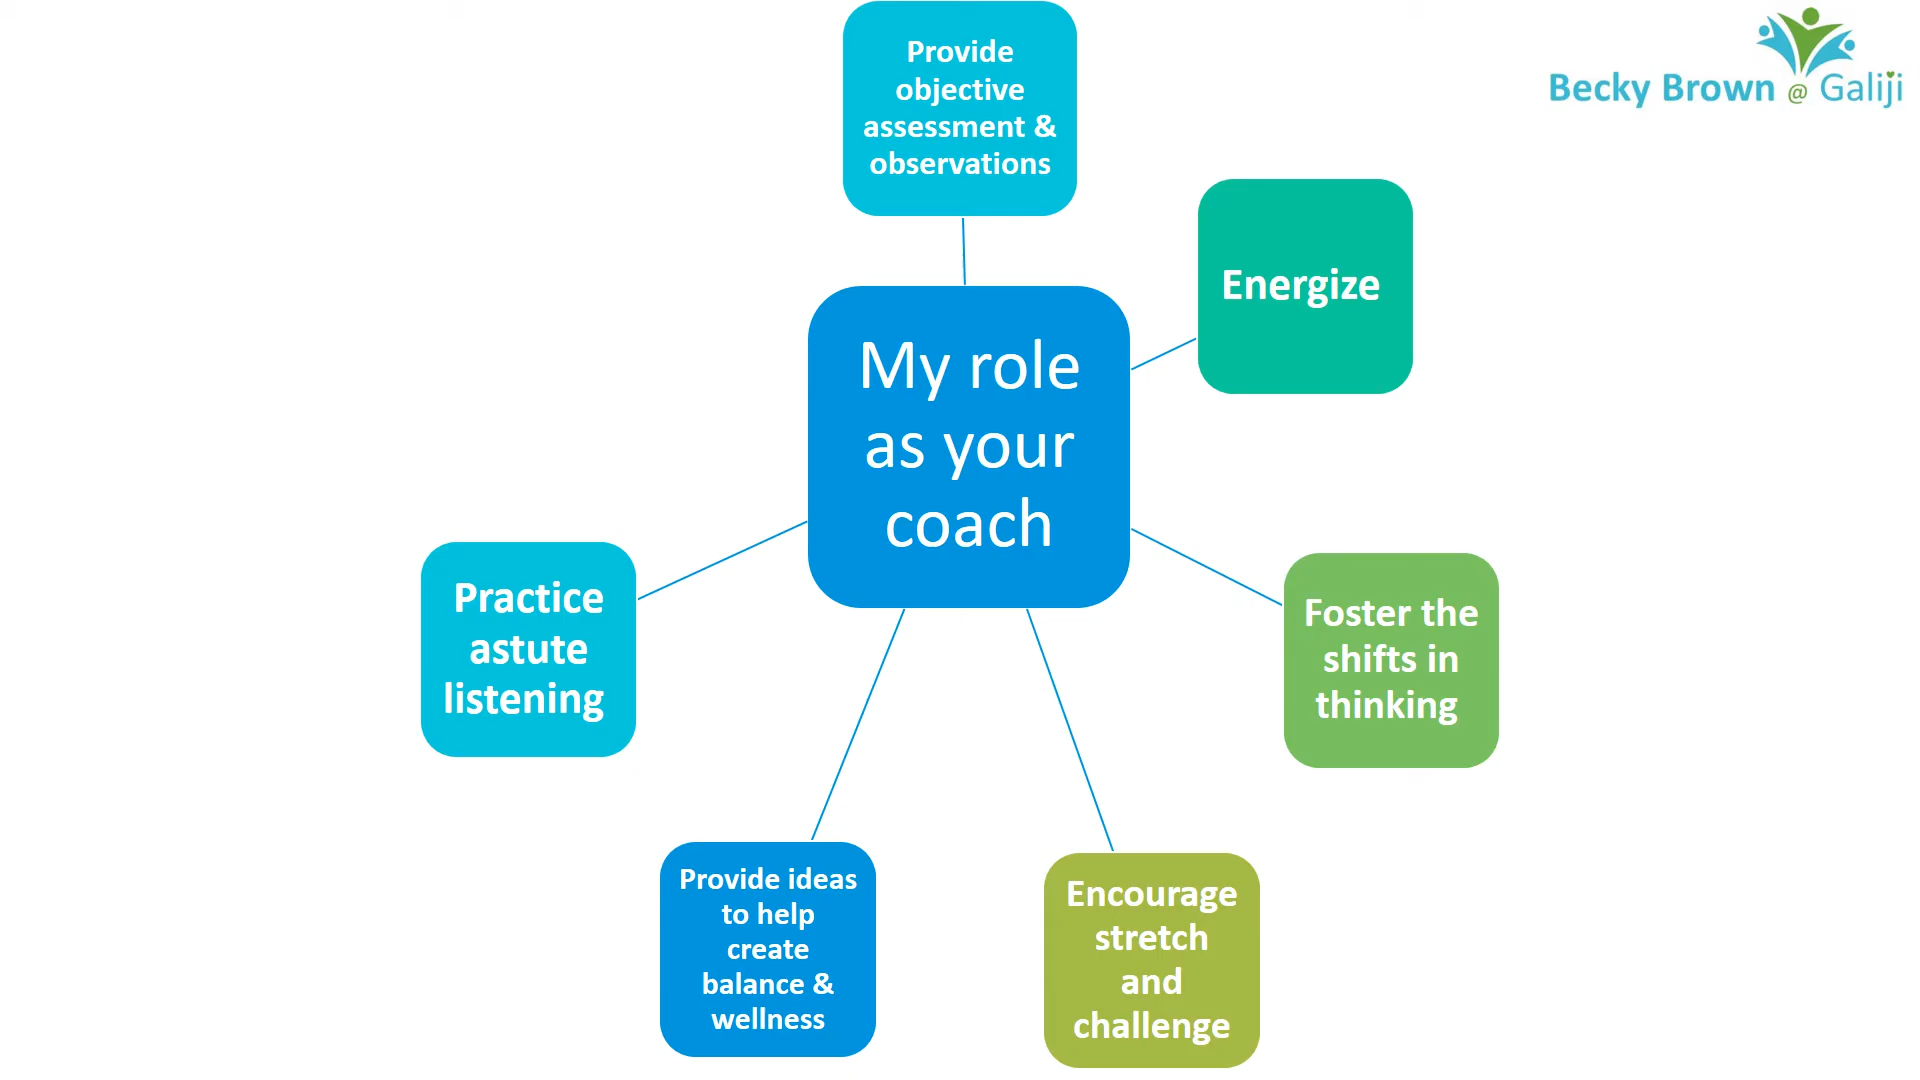 Provide
objective
assessment &
observations
Becky Brown @ Galiji
Energize
My role
as your
coach
Practice
astute
listening
Foster the
shifts in
thinking
Provide ideas
to help
create
balance &
wellness
Encourage
stretch
and
challenge